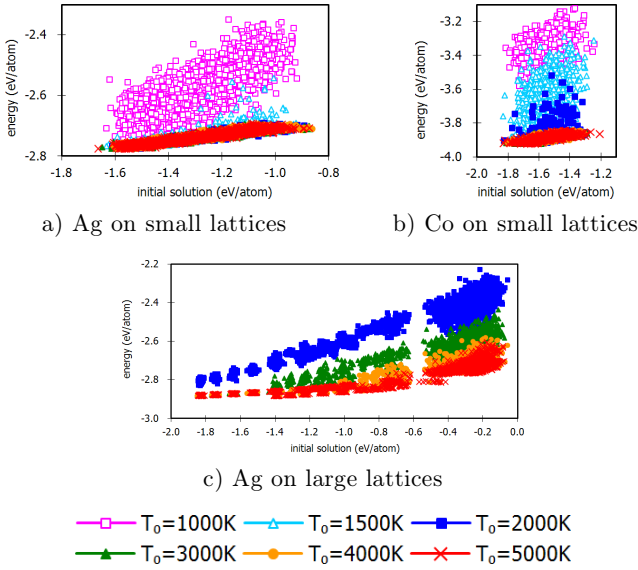 -2.4
-2.6
-2.8
energy (eV/atom)
-1.8 -1.6 -1.4 -1.2 -1.0 -0.8
initial solution (eV/atom)
a) Ag on small lattices
-3.2
-3.4
-3.6
-3.8
-4.0
energy (eV/atom)
-2.0 -1.8 -1.6 -1.4 -1.2
initial solution (eV/atom)
b) Co on small lattices
-2.2
-2.4
-2.6
-2.8
-3.0
energy (eV/atom)
-2.0 -1.8 -1.6 -1.4 -1.2 -1.0 -0.8 -0.6 -0.4 -0.2 0.0
initial solution (eV/atom)
c) Ag on large lattices
T₀=1000K T₀=1500K T₀=2000K
T₀=3000K T₀=4000K T₀=5000K